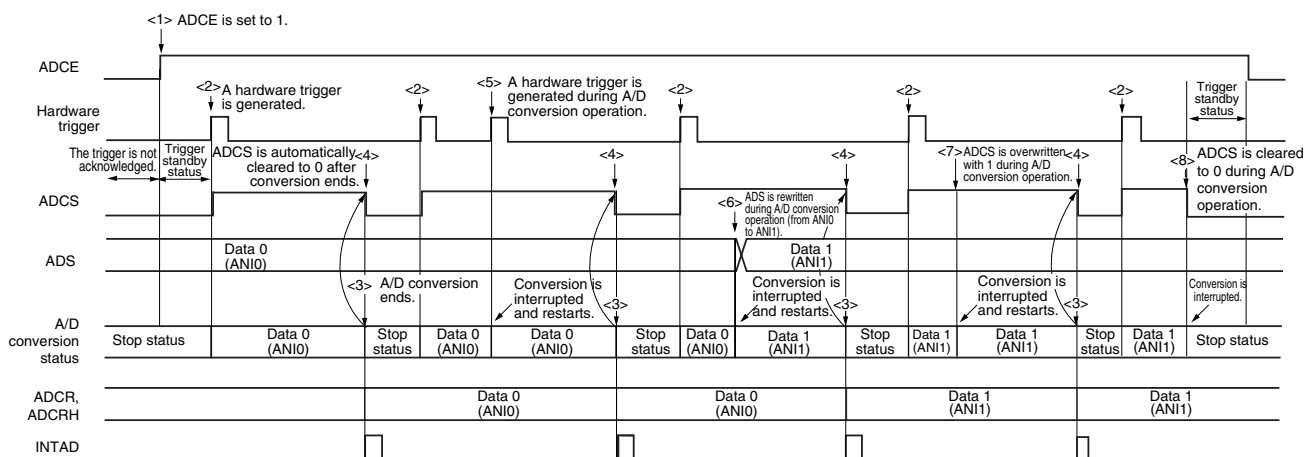 <1> ADCE is set to 1.
ADCE
<2> A hardware trigger
is generated.
<2>
<5> A hardware trigger is
generated during A/D
conversion operation.
<2>
<2>
<2>
Trigger
standby
status
Hardware
trigger
The trigger is not
acknowledged.
Trigger
standby
status
ADCS is automatically
cleared to 0 after
conversion ends.
<4>
<4>
<4>
<7> ADCS is overwritten
with 1 during A/D
conversion operation.
<4>
<8> ADCS is cleared
to 0 during A/D
conversion
operation.
ADCS
<6> ADS is rewritten
during A/D conversion
operation (from ANI0
to ANI1).
ADS
Data 0
(ANI0)
Data 1
(ANI1)
<3> A/D conversion
ends.
Conversion is
interrupted
and restarts.
<3>
Conversion is
interrupted
and restarts.
<3>
Conversion is
interrupted
and restarts.
<3>
Conversion is
interrupted.
A/D
conversion
status
Stop status
Data 0
(ANI0)
Stop
status
Data 0
(ANI0)
Data 0
(ANI0)
Stop
status
Data 0
(ANI0)
Data 1
(ANI1)
Stop
status
Data 1
(ANI1)
Data 1
(ANI1)
Stop
status
Data 1
(ANI1)
Stop status
ADCR,
ADCRH
Data 0
(ANI0)
Data 0
(ANI0)
Data 1
(ANI1)
Data 1
(ANI1)
INTAD